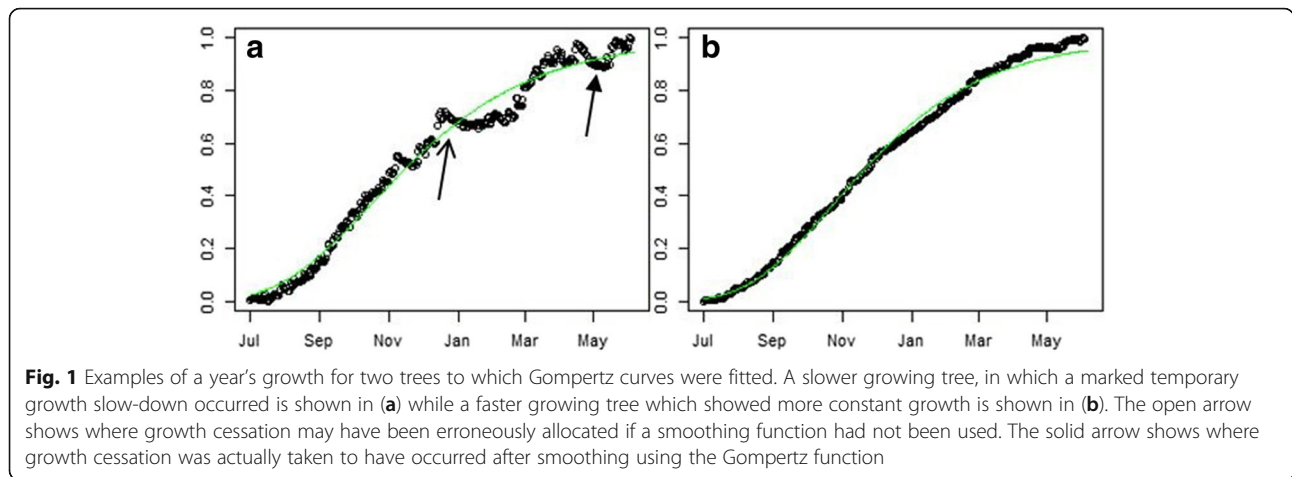 a
b
1.0
0.8
0.6
0.4
0.2
0.0
Jul Sep Nov Jan Mar May
1.0
0.8
0.6
0.4
0.2
0.0
Jul Sep Nov Jan Mar May
Fig. 1 Examples of a year's growth for two trees to which Gompertz curves were fitted. A slower growing tree, in which a marked temporary
growth slow-down occurred is shown in (a) while a faster growing tree which showed more constant growth is shown in (b). The open arrow
shows where growth cessation may have been erroneously allocated if a smoothing function had not been used. The solid arrow shows where
growth cessation was actually taken to have occurred after smoothing using the Gompertz function